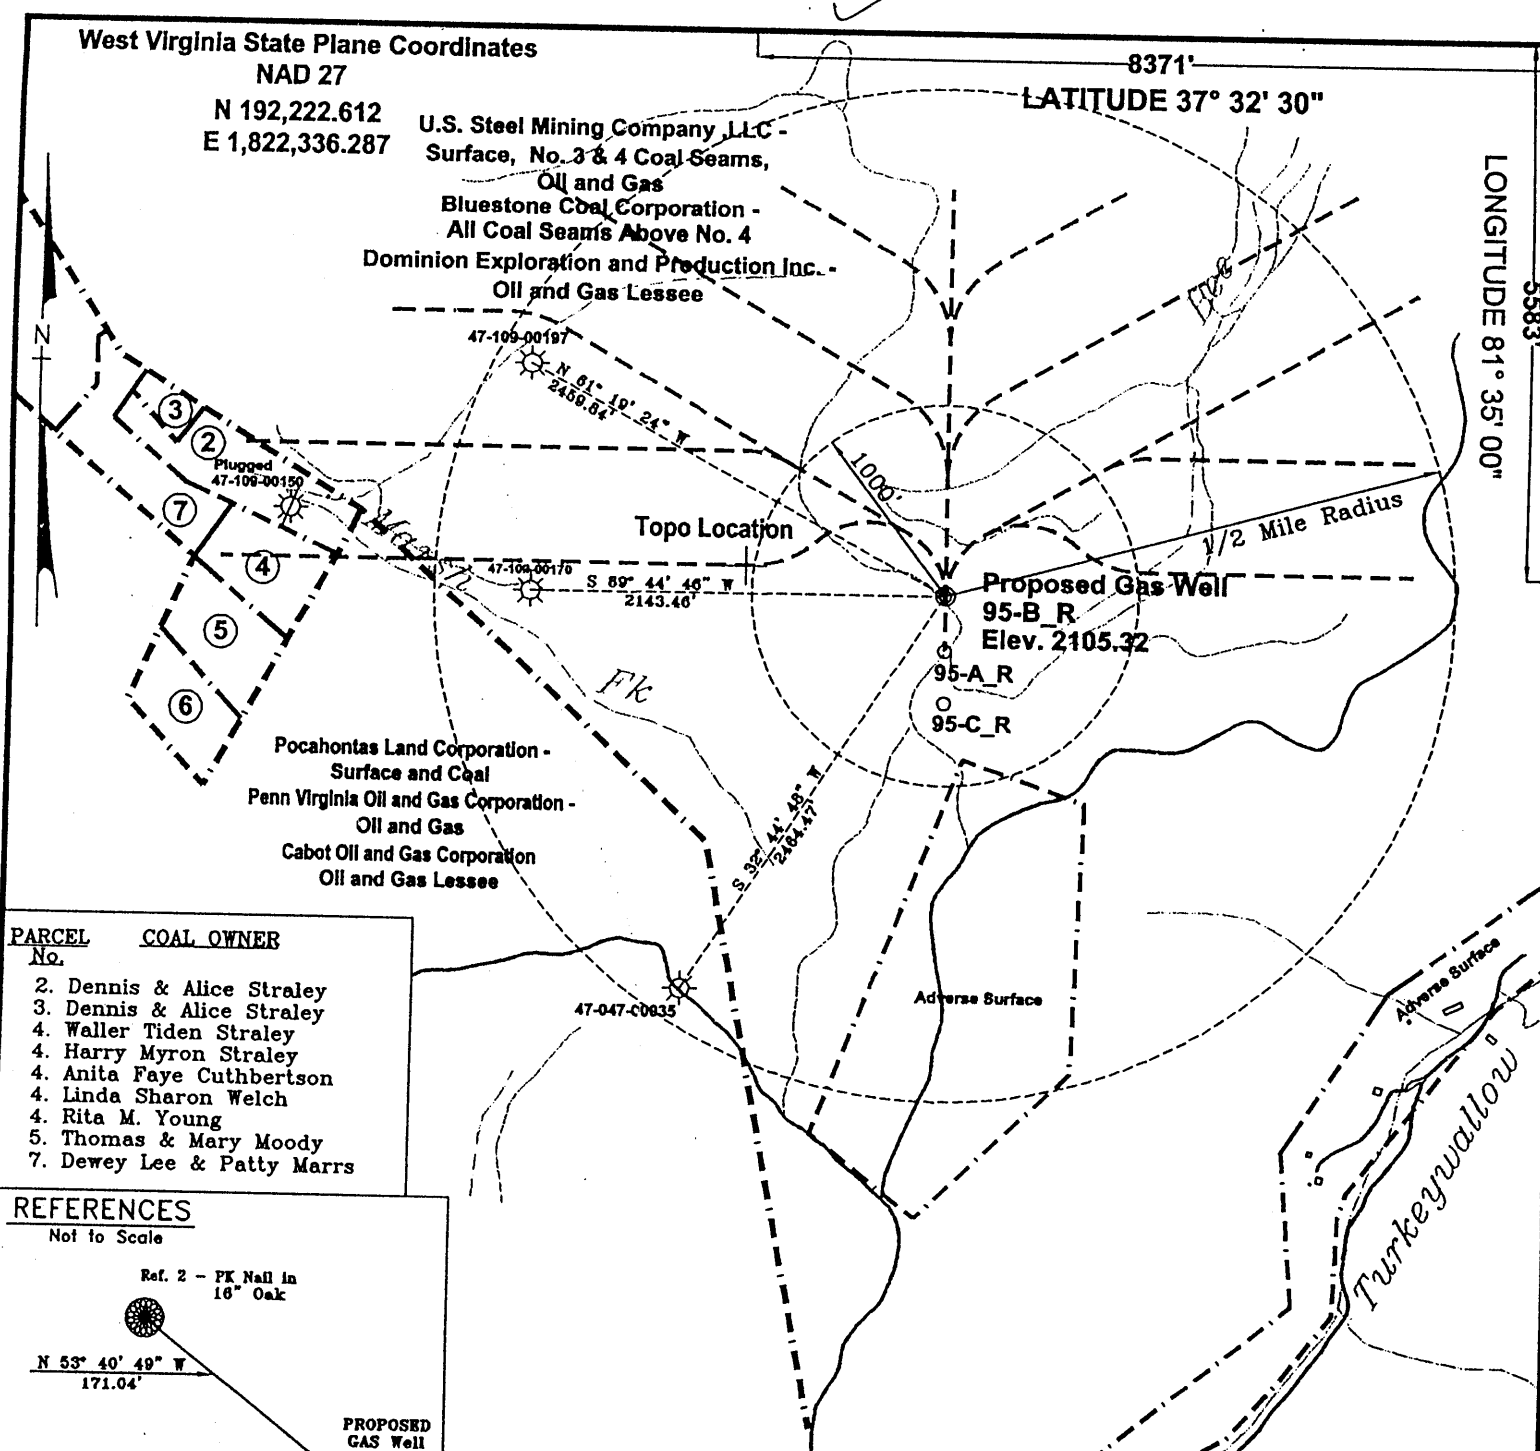 West Virginia State Plane Coordinates
NAD 27
N 192,222.612
E 1,822,336.287
8371'
LATITUDE 37° 32' 30"
LONGITUDE 81° 35' 00"
5583'
U.S. Steel Mining Company ,LLC -
Surface, No. 3 & 4 Coal Seams,
Oil and Gas
Bluestone Coal Corporation -
All Coal Seams Above No. 4
Dominion Exploration and Production Inc. -
Oil and Gas Lessee
N
47-109-00197
N 61° 19' 24" W
2459.84'
3
2
Plugged
47-109-00150
7
4
5
6
1000'
1/2 Mile Radius
Topo Location
47-109-00170
S 89° 44' 46" W
2143.46'
Proposed Gas Well
95-B_R
Elev. 2105.32
95-A_R
95-C_R
Fk
S 32° 44' 48" W
2464.47'
Pocahontas Land Corporation -
Surface and Coal
Penn Virginia Oil and Gas Corporation -
Oil and Gas
Cabot Oil and Gas Corporation
Oil and Gas Lessee
47-047-00035
Adverse Surface
Adverse Surface
Turkeywallow
PARCEL COAL OWNER
No.
2. Dennis & Alice Straley
3. Dennis & Alice Straley
4. Waller Tiden Straley
4. Harry Myron Straley
4. Anita Faye Cuthbertson
4. Linda Sharon Welch
4. Rita M. Young
5. Thomas & Mary Moody
7. Dewey Lee & Patty Marrs
REFERENCES
Not to Scale
Ref. 2 - PK Nail in
16" Oak
N 53° 40' 49" W
171.04'
PROPOSED
GAS Well